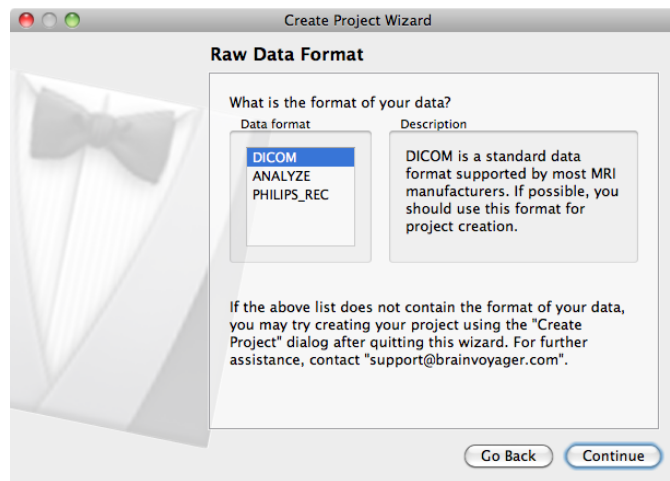 Create Project Wizard
Raw Data Format
What is the format of your data?
Data format
Description
DICOM
ANALYZE
PHILIPS_REC
DICOM is a standard data
format supported by most MRI
manufacturers. If possible, you
should use this format for
project creation.
If the above list does not contain the format of your data,
you may try creating your project using the "Create
Project" dialog after quitting this wizard. For further
assistance, contact "support@brainvoyager.com".
Go Back
Continue